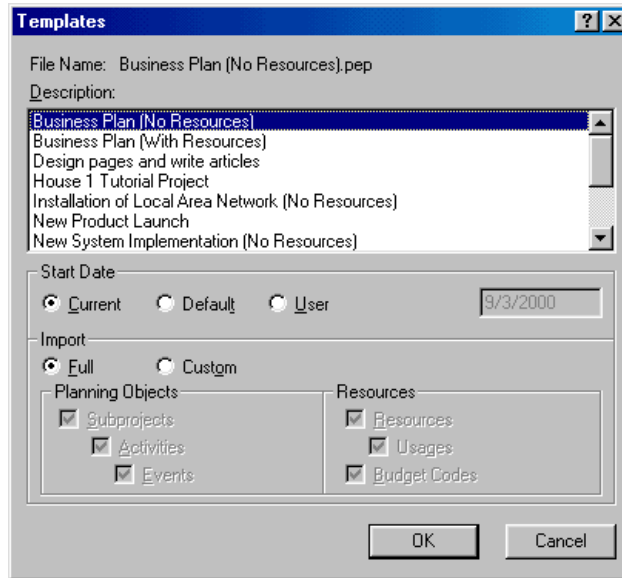 Templates
File Name: Business Plan (No Resources).pep
Description:
Business Plan (No Resources)
Business Plan (With Resources)
Design pages and write articles
House 1 Tutorial Project
Installation of Local Area Network (No Resources)
New Product Launch
New System Implementation (No Resources)
Start Date
Current Default User 9/3/2000
Import
Full Custom
Planning Objects Resources
Subprojects Resources
Activities Usages
Events Budget Codes
OK Cancel